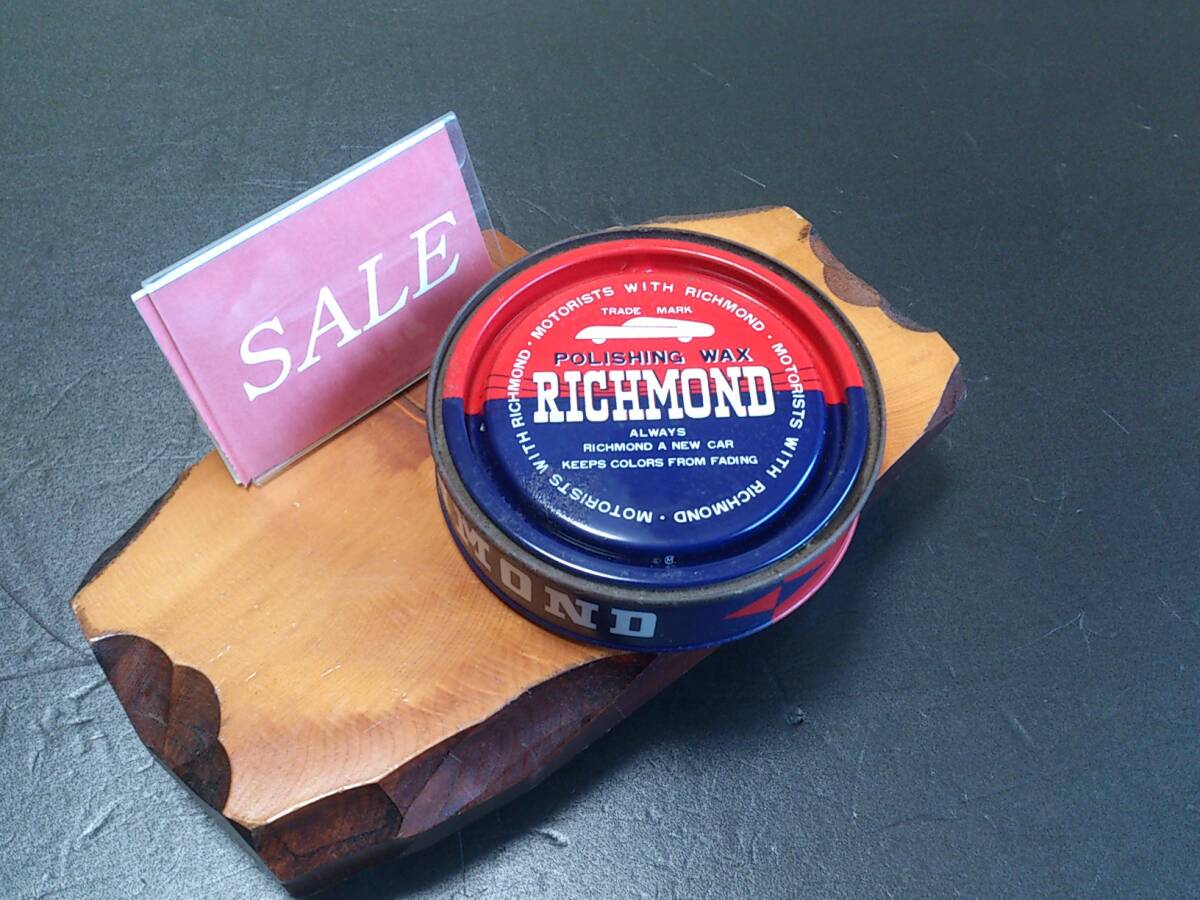 SALE
MOTORISTS WITH RICHMOND · MOTORISTS WITH RICHMOND · MOTORISTS WITH RICHMOND ·
TRADE MARK
POLISHING WAX
RICHMOND
ALWAYS
RICHMOND A NEW CAR
KEEPS COLORS FROM FADING
MOND